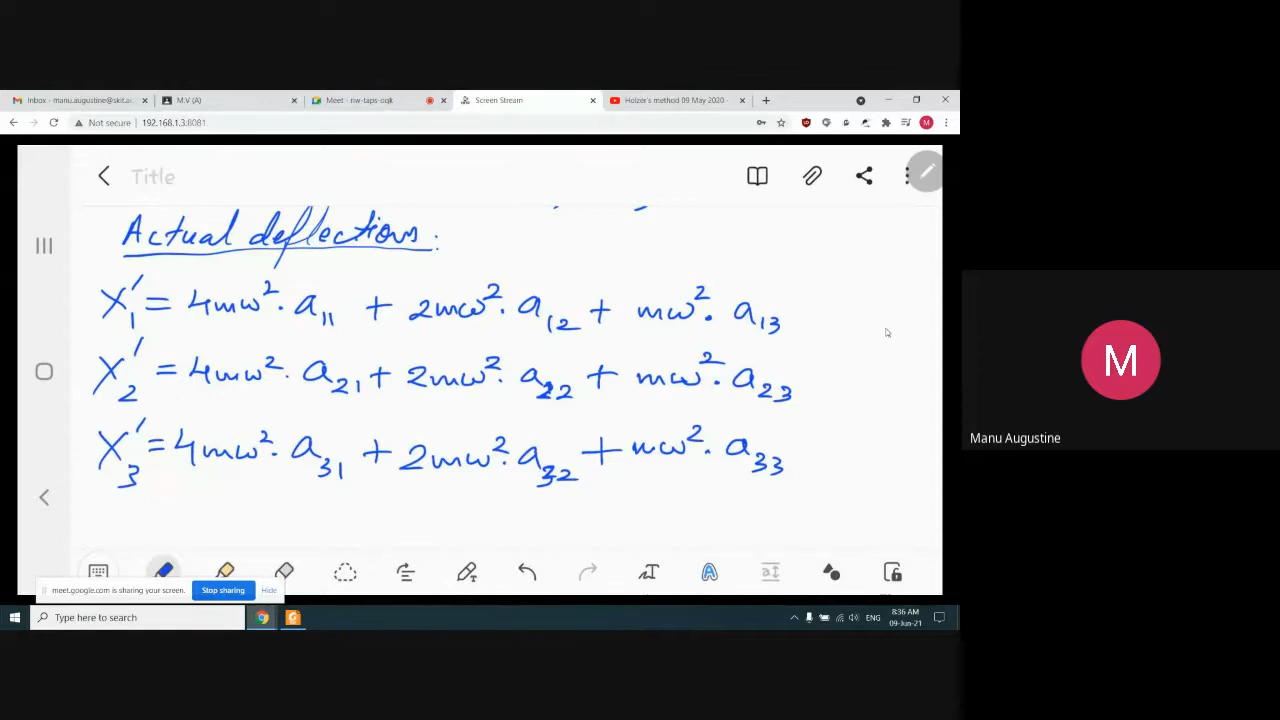 Inbox - manu.augustine@skit.ac
M.V (A)
Meet - riw-taps-oqk
Screen Stream
Holzer's method 09 May 2020 -
Not secure | 192.168.1.3:8081
Title
Actual deflections:
X₁′ = 4mω². a₁₁ + 2mω². a₁₂ + mω². a₁₃
X₂′ = 4mω². a₂₁ + 2mω². a₂₂ + mω². a₂₃
X₃′ = 4mω². a₃₁ + 2mω². a₃₂ + mω². a₃₃
M
Manu Augustine
meet.google.com is sharing your screen. Stop sharing Hide
Type here to search
ENG
8:36 AM
09-Jun-21